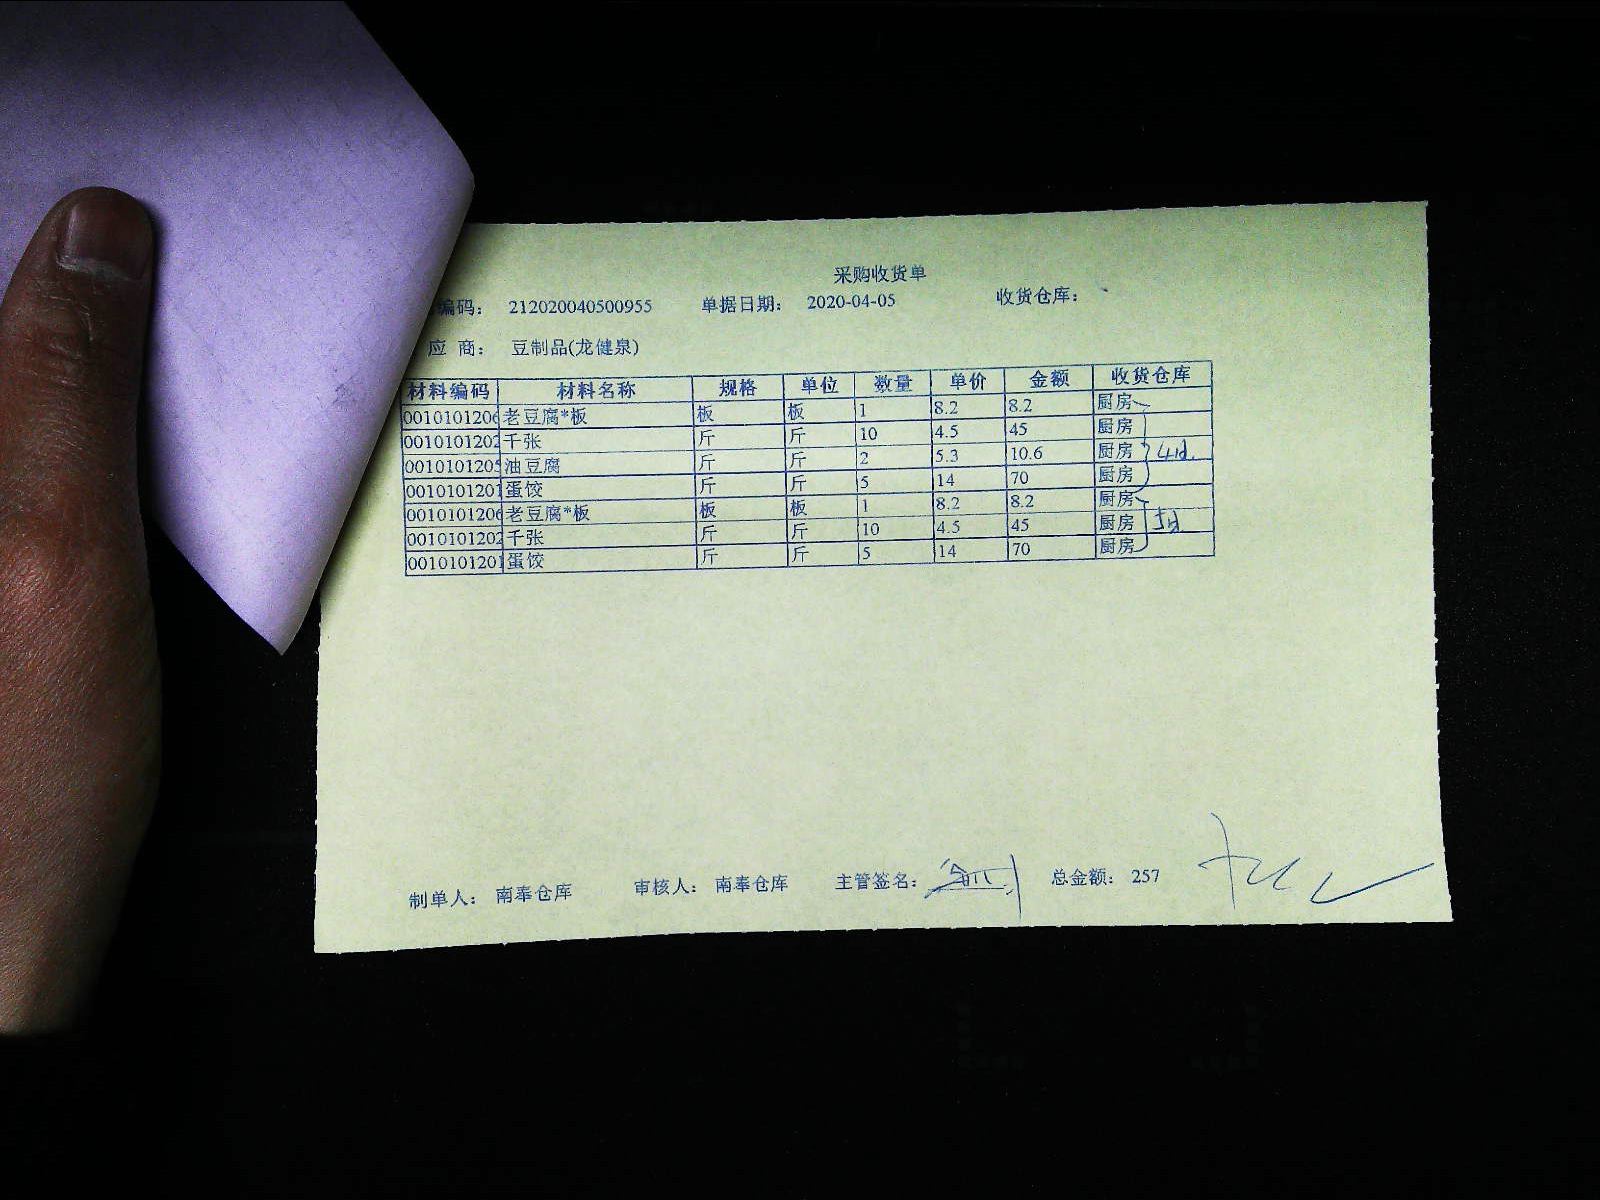 采购收货单
编码： 212020040500955 单据日期： 2020-04-05 收货仓库：
应 商： 豆制品(龙健泉)
材料编码 材料名称 规格 单位 数量 单价 金额 收货仓库
0010101206 老豆腐*板 板 板 1 8.2 8.2 厨房
0010101202 千张 斤 斤 10 4.5 45 厨房
0010101205 油豆腐 斤 斤 2 5.3 10.6 厨房 4日.
0010101201 蛋饺 斤 斤 5 14 70 厨房
0010101206 老豆腐*板 板 板 1 8.2 8.2 厨房
0010101202 千张 斤 斤 10 4.5 45 厨房 5日
0010101201 蛋饺 斤 斤 5 14 70 厨房
制单人： 南奉仓库 审核人： 南奉仓库 主管签名： 总金额： 257